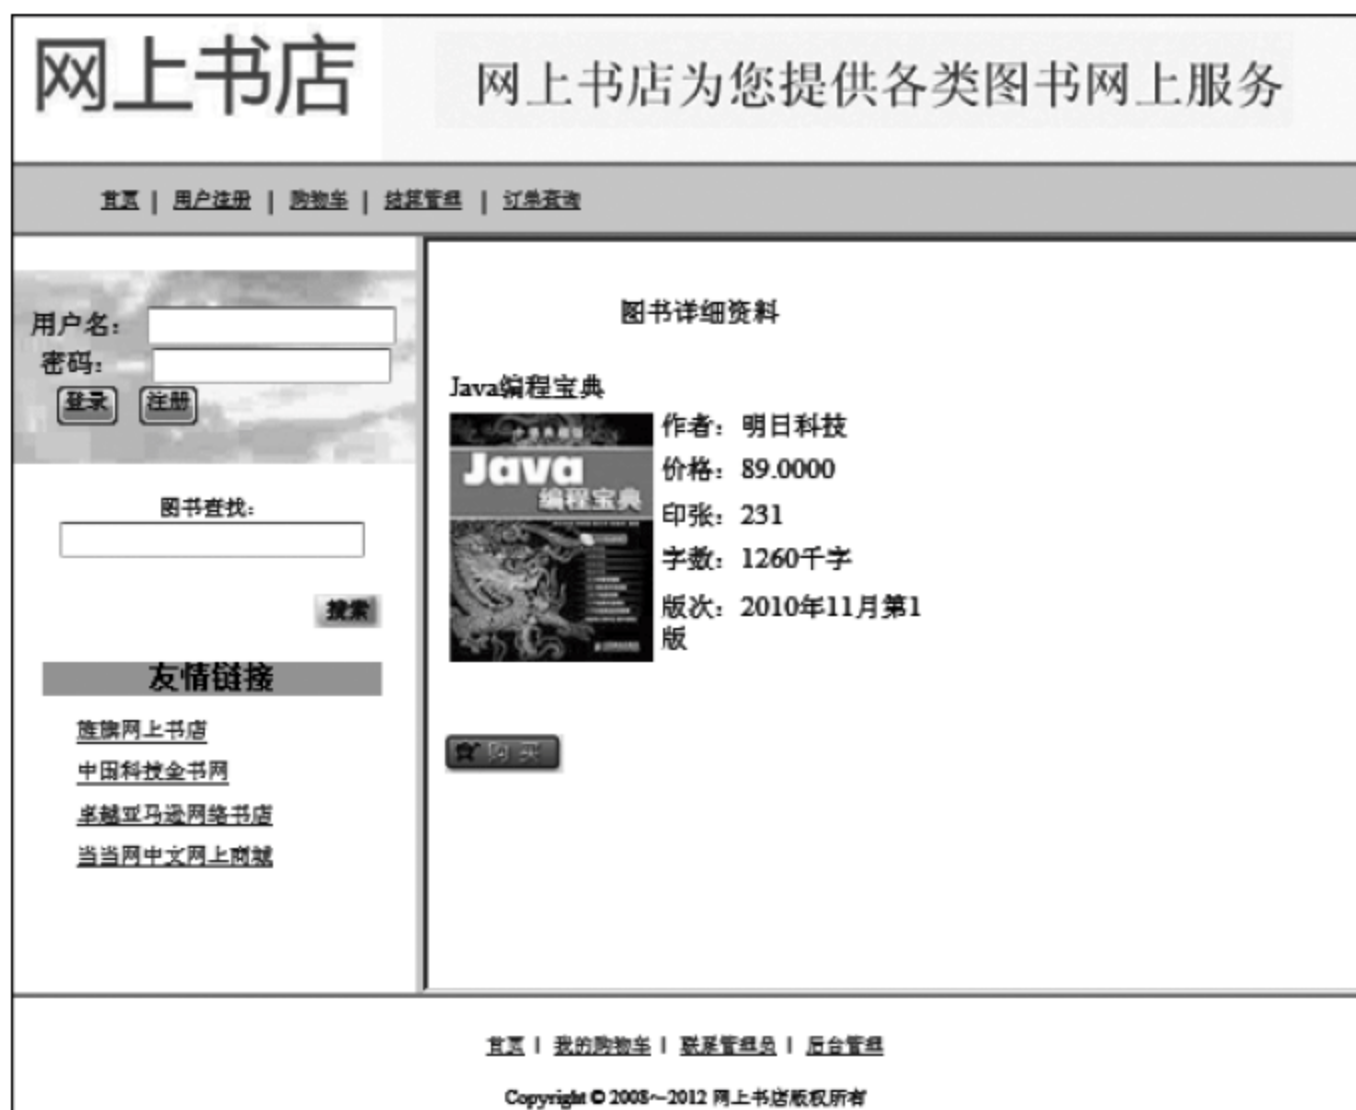 网上书店
网上书店为您提供各类图书网上服务
首页 | 用户注册 | 购物车 | 结算管理 | 订单查询
用户名：
密码：
登录 注册
图书查找：
搜索
友情链接
旌旗网上书店
中国科技金书网
卓越亚马逊网络书店
当当网中文网上商城
图书详细资料
Java编程宝典
Java
编程宝典
作者：明日科技
价格：89.0000
印张：231
字数：1260千字
版次：2010年11月第1
版
购买
首页 | 我的购物车 | 联系管理员 | 后台管理
Copyright © 2008～2012 网上书店版权所有